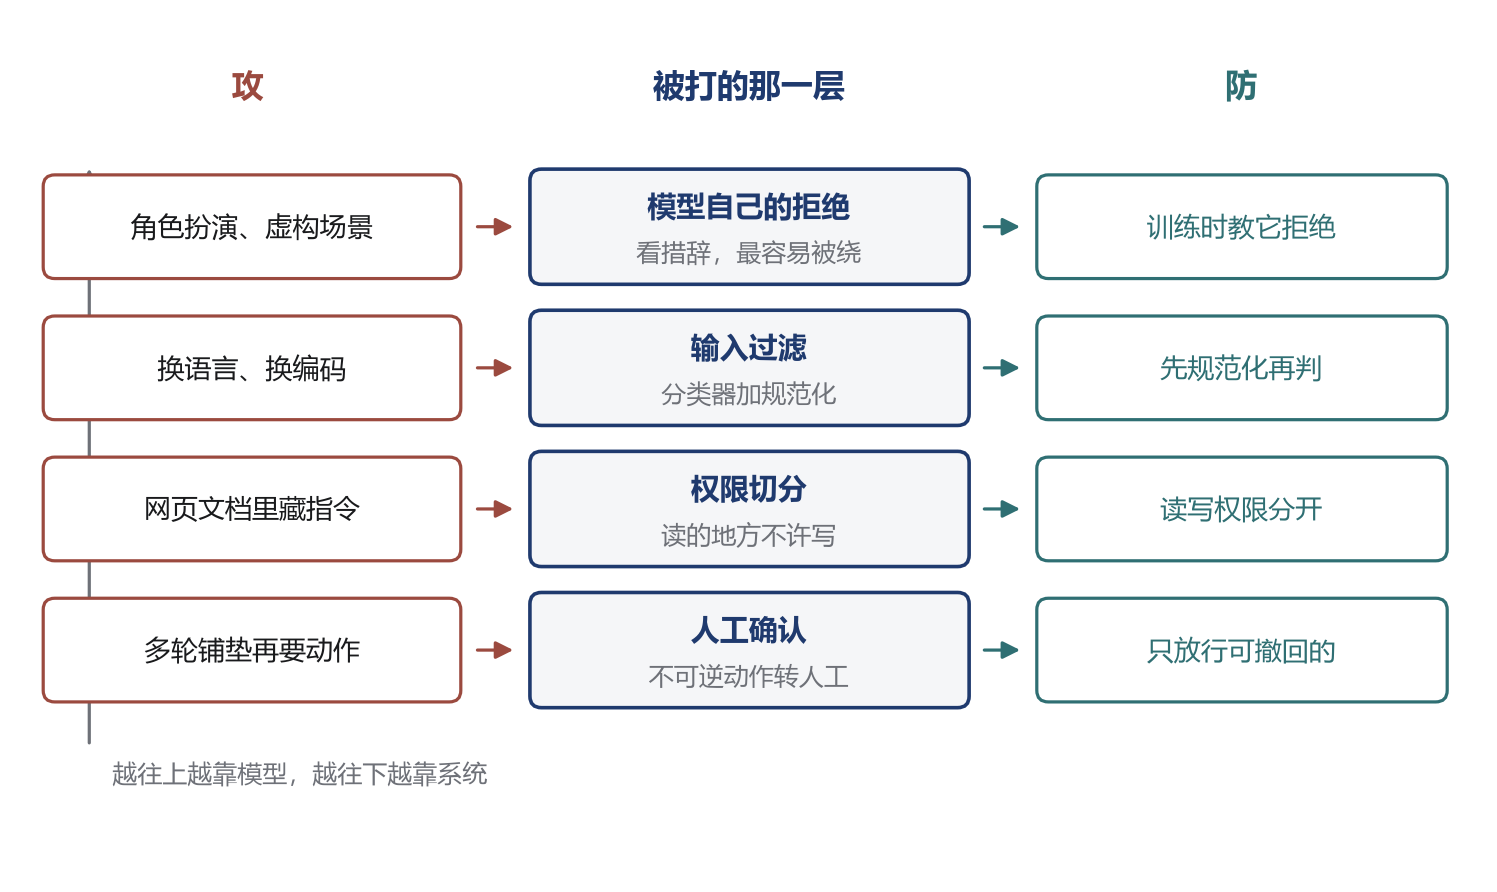 攻
被打的那一层
防
角色扮演、虚构场景
模型自己的拒绝
看措辞，最容易被绕
训练时教它拒绝
换语言、换编码
输入过滤
分类器加规范化
先规范化再判
网页文档里藏指令
权限切分
读的地方不许写
读写权限分开
多轮铺垫再要动作
人工确认
不可逆动作转人工
只放行可撤回的
越往上越靠模型，越往下越靠系统